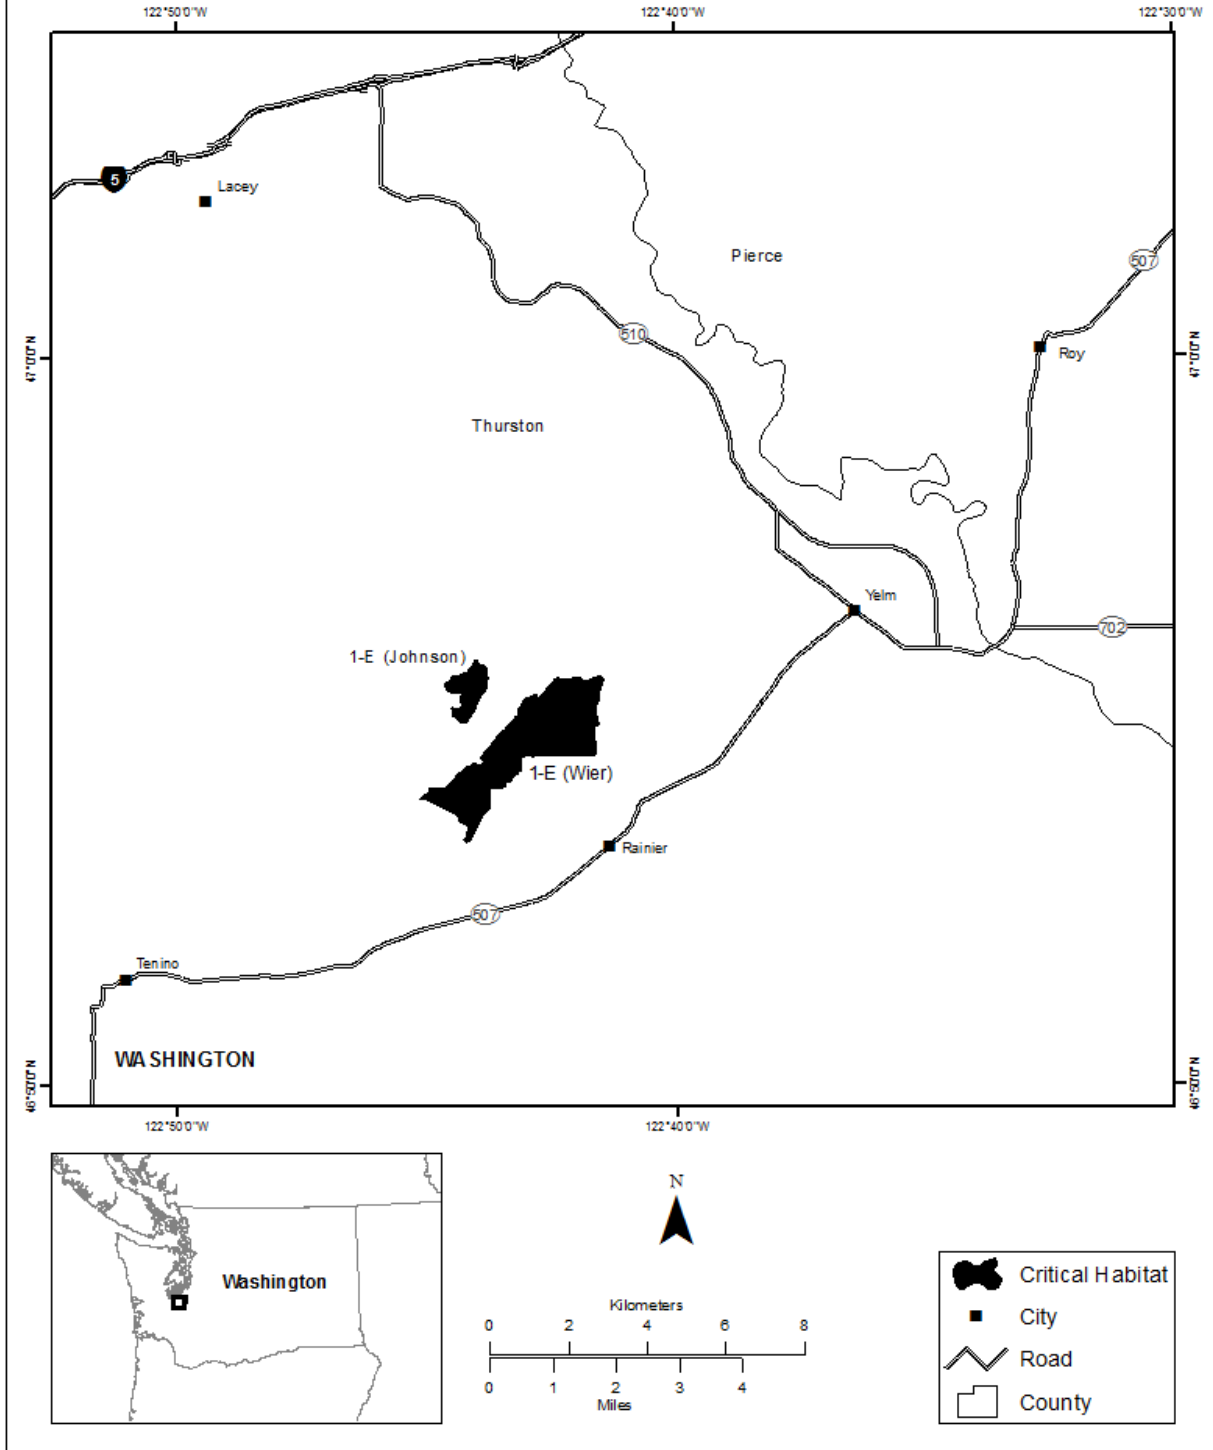 122°50'0"W 122°40'0"W 122°30'0"W
5
Lacey
Pierce
507
510
Roy
47°0'0"N 47°0'0"N
Thurston
Yelm
702
1-E (Johnson)
1-E (Wier)
Rainier
507
Tenino
WASHINGTON
46°50'0"N 46°50'0"N
122°50'0"W 122°40'0"W
Washington
N
Kilometers
0 2 4 6 8
0 1 2 3 4
Miles
Critical Habitat
City
Road
County